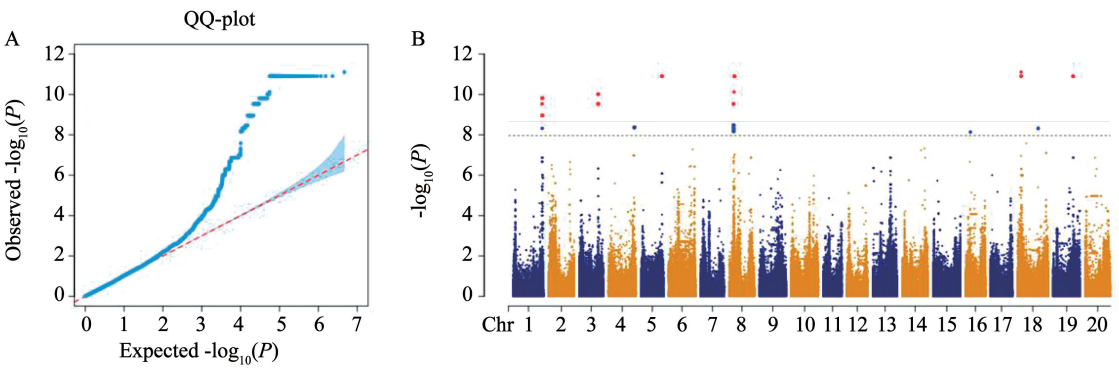 QQ-plot
A
Observed -log10(P)
12
10
8
6
4
2
0
0 1 2 3 4 5 6 7
Expected -log10(P)
B
-log10(P)
12
10
8
6
4
2
0
Chr 1 2 3 4 5 6 7 8 9 10 11 12 13 14 15 16 17 18 19 20